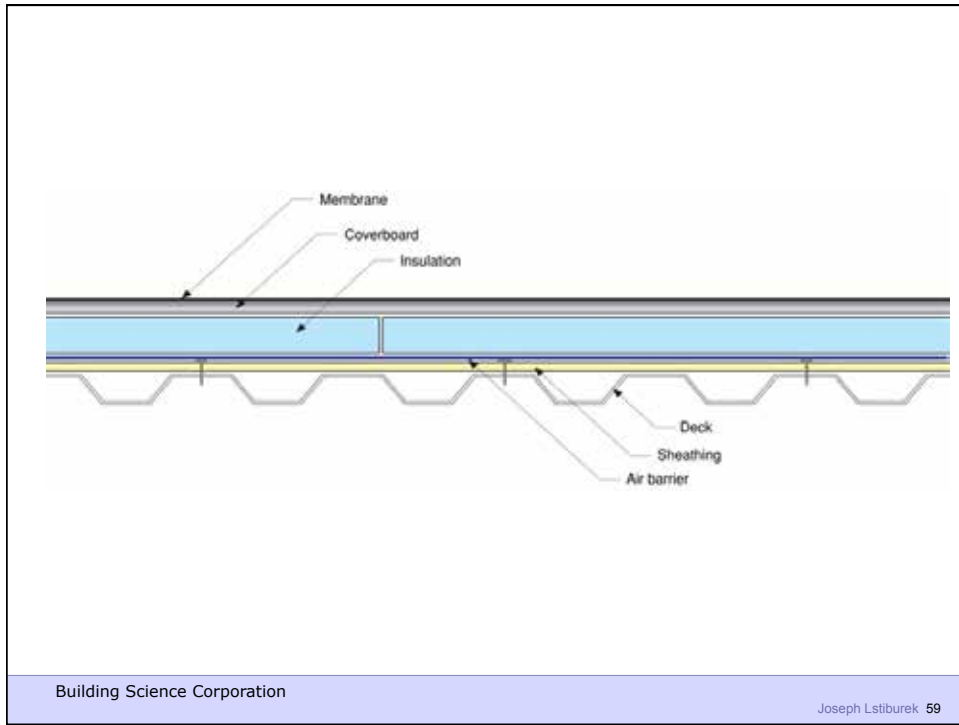 Membrane
Coverboard
Insulation
Deck
Sheathing
Air barrier
Building Science Corporation
Joseph Lstiburek 59